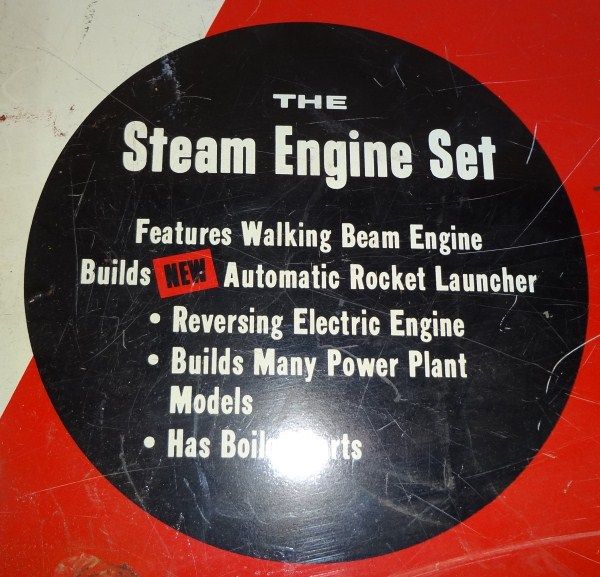 THE
Steam Engine Set
Features Walking Beam Engine
Builds NEW Automatic Rocket Launcher
• Reversing Electric Engine
• Builds Many Power Plant
Models
• Has